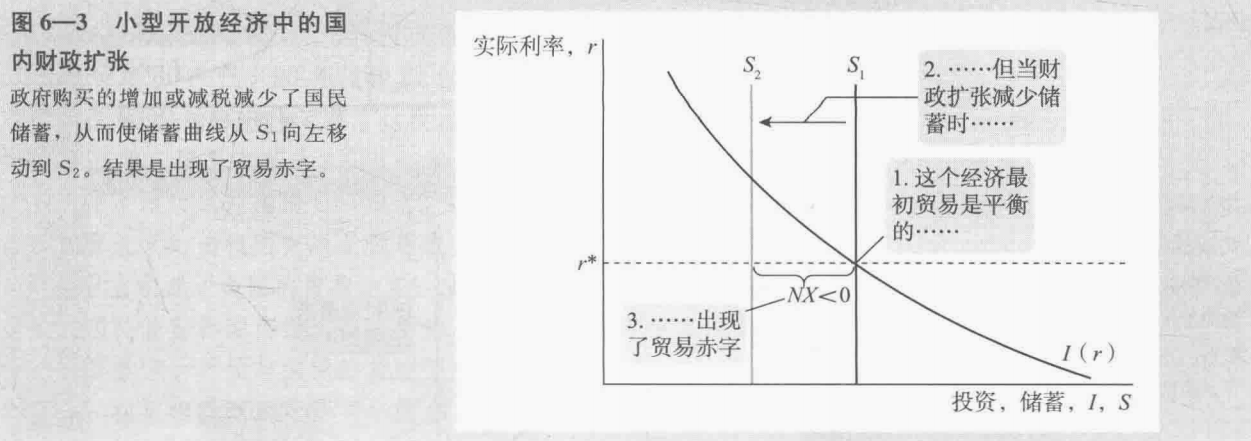 图 6—3　小型开放经济中的国
内财政扩张
政府购买的增加或减税减少了国民
储蓄，从而使储蓄曲线从 S₁ 向左移
动到 S₂。结果是出现了贸易赤字。
实际利率，r
S₂
S₁
2. ……但当财
政扩张减少储
蓄时……
1. 这个经济最
初贸易是平衡
的……
r*
NX<0
3. ……出现
了贸易赤字
I（r）
投资，储蓄，I，S